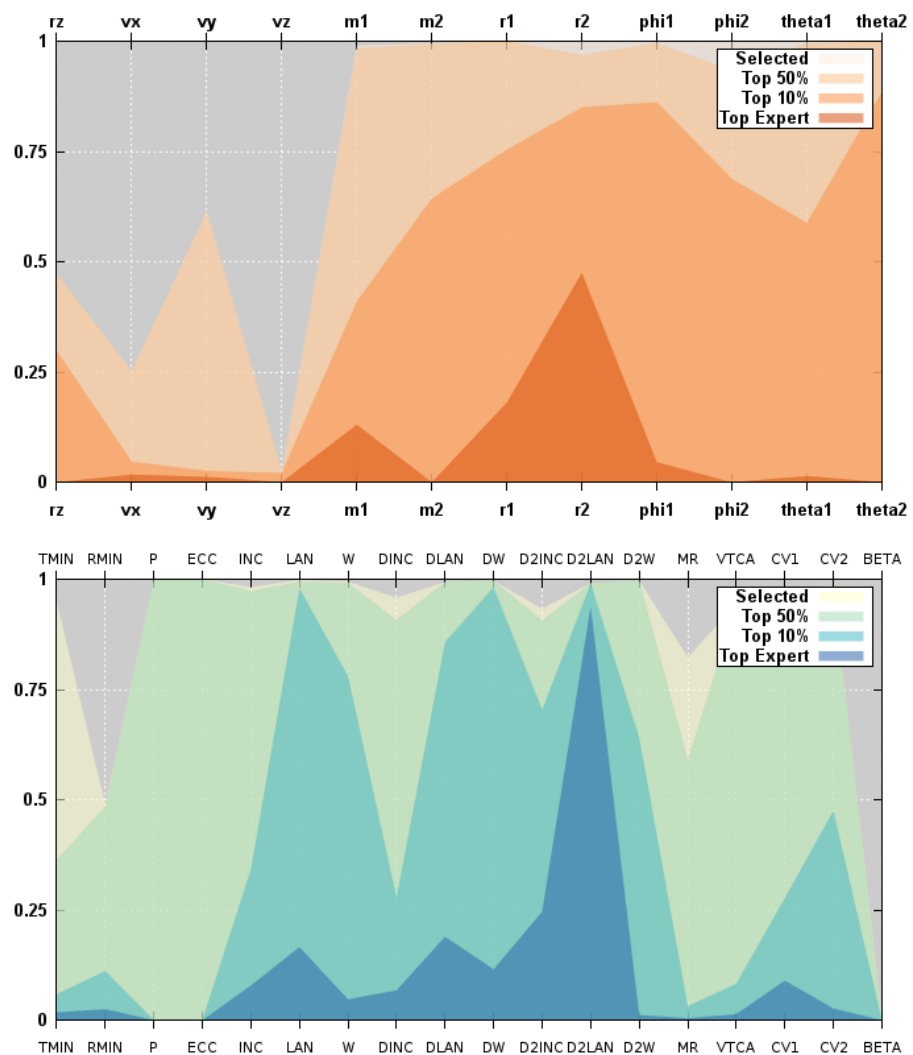 rz vx vy vz m1 m2 r1 r2 phi1 phi2 theta1 theta2
1
Selected
Top 50%
Top 10%
Top Expert
0.75
0.5
0.25
0
rz vx vy vz m1 m2 r1 r2 phi1 phi2 theta1 theta2
TMIN RMIN P ECC INC LAN W DINC DLAN DW D2INC D2LAN D2W MR VTCA CV1 CV2 BETA
1
Selected
Top 50%
Top 10%
Top Expert
0.75
0.5
0.25
0
TMIN RMIN P ECC INC LAN W DINC DLAN DW D2INC D2LAN D2W MR VTCA CV1 CV2 BETA